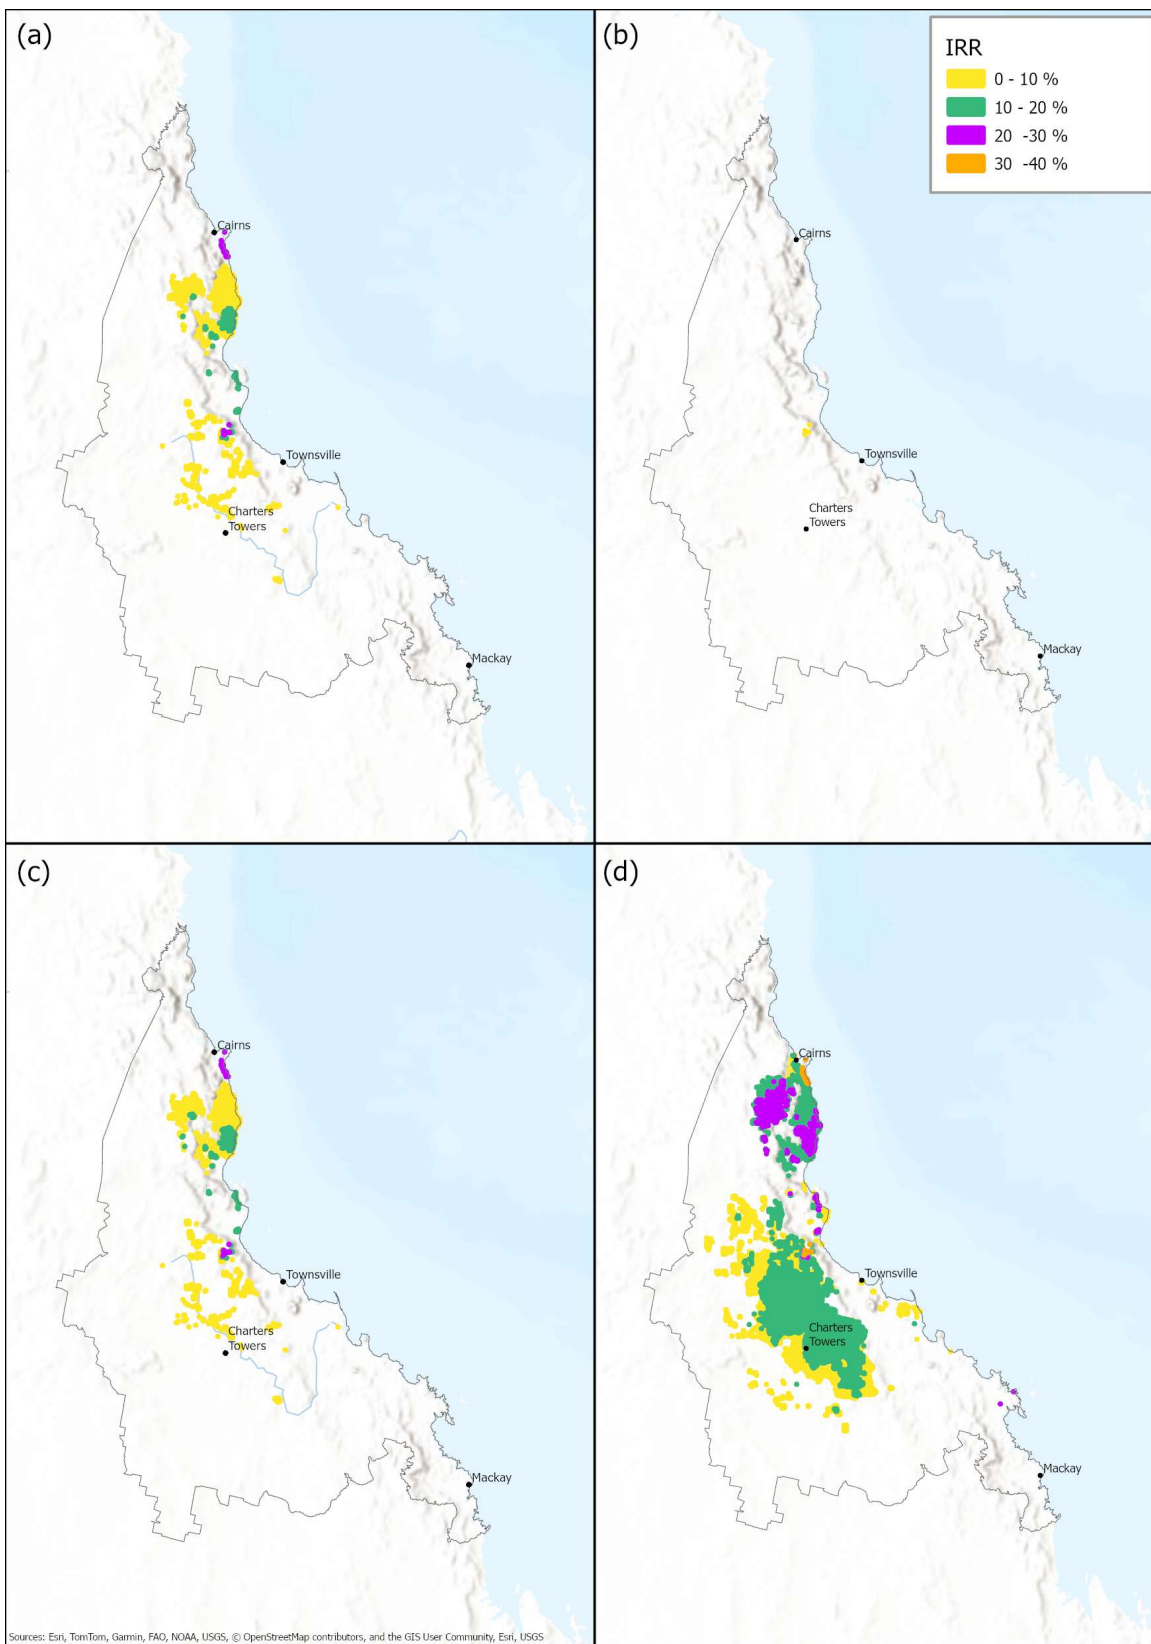 (a)
Cairns
Townsville
Charters
Towers
Mackay
(b)
IRR
0 - 10 %
10 - 20 %
20 -30 %
30 -40 %
Cairns
Townsville
Charters
Towers
Mackay
(c)
Cairns
Townsville
Charters
Towers
Mackay
Sources: Esri, TomTom, Garmin, FAO, NOAA, USGS, © OpenStreetMap contributors, and the GIS User Community, Esri, USGS
(d)
Cairns
Townsville
Charters
Towers
Mackay